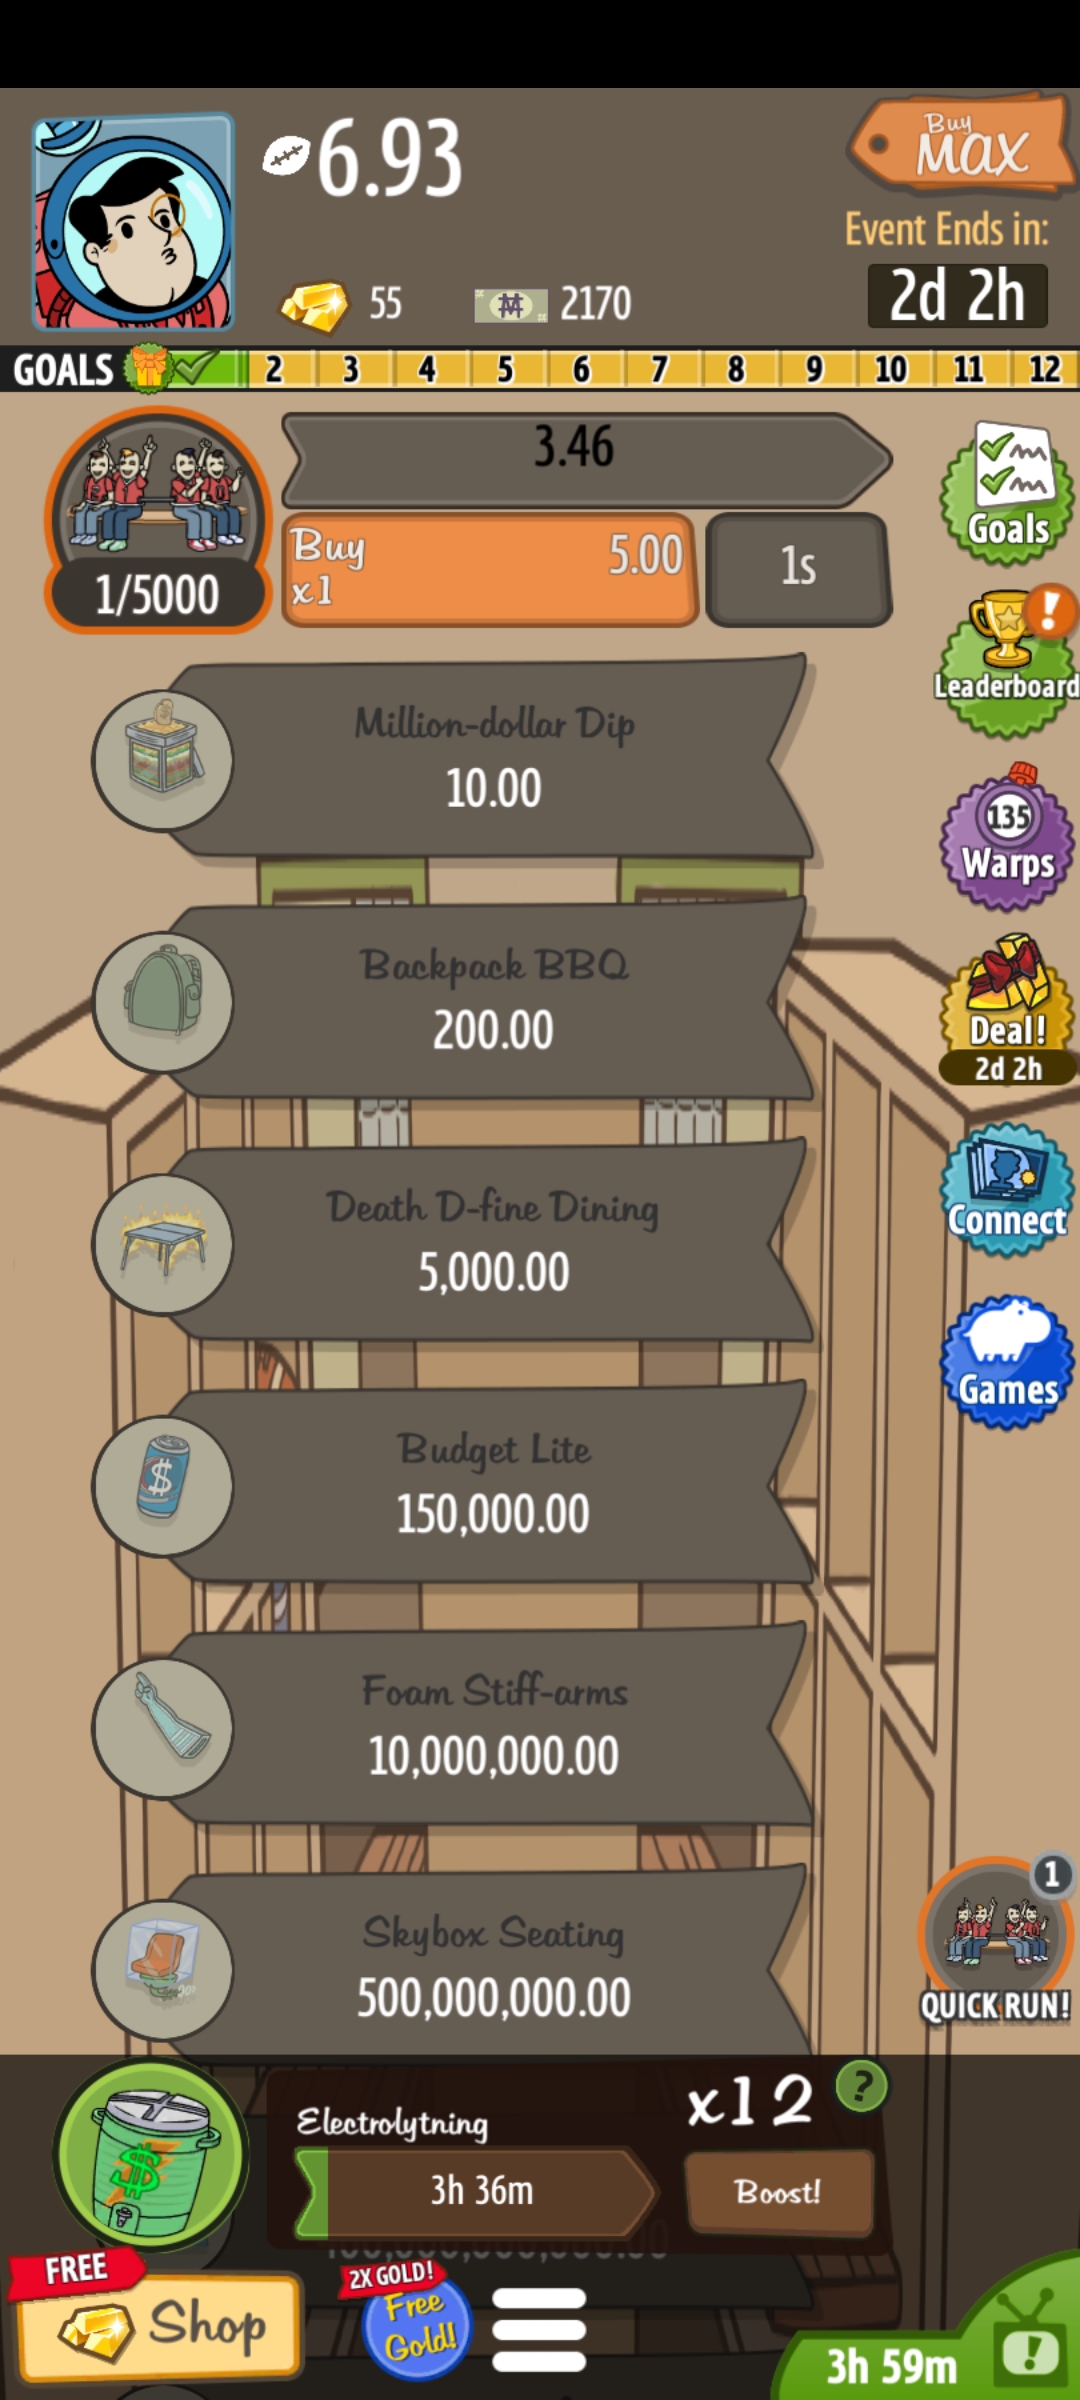 6.93
Buy
MAX
Event Ends in:
2d 2h
55
2170
GOALS 2 3 4 5 6 7 8 9 10 11 12
3.46
Buy 5.00
x1
1s
1/5000
Goals
Leaderboard
Million-dollar Dip
10.00
135
Warps
Backpack BBQ
200.00
Deal!
2d 2h
Death D-fine Dining
5,000.00
Connect
Games
Budget Lite
150,000.00
Foam Stiff-arms
10,000,000.00
Skybox Seating
500,000,000.00
1
QUICK RUN!
Electrolytning
x12
?
3h 36m
Boost!
FREE
Shop
2X GOLD!
Free
Gold!
3h 59m